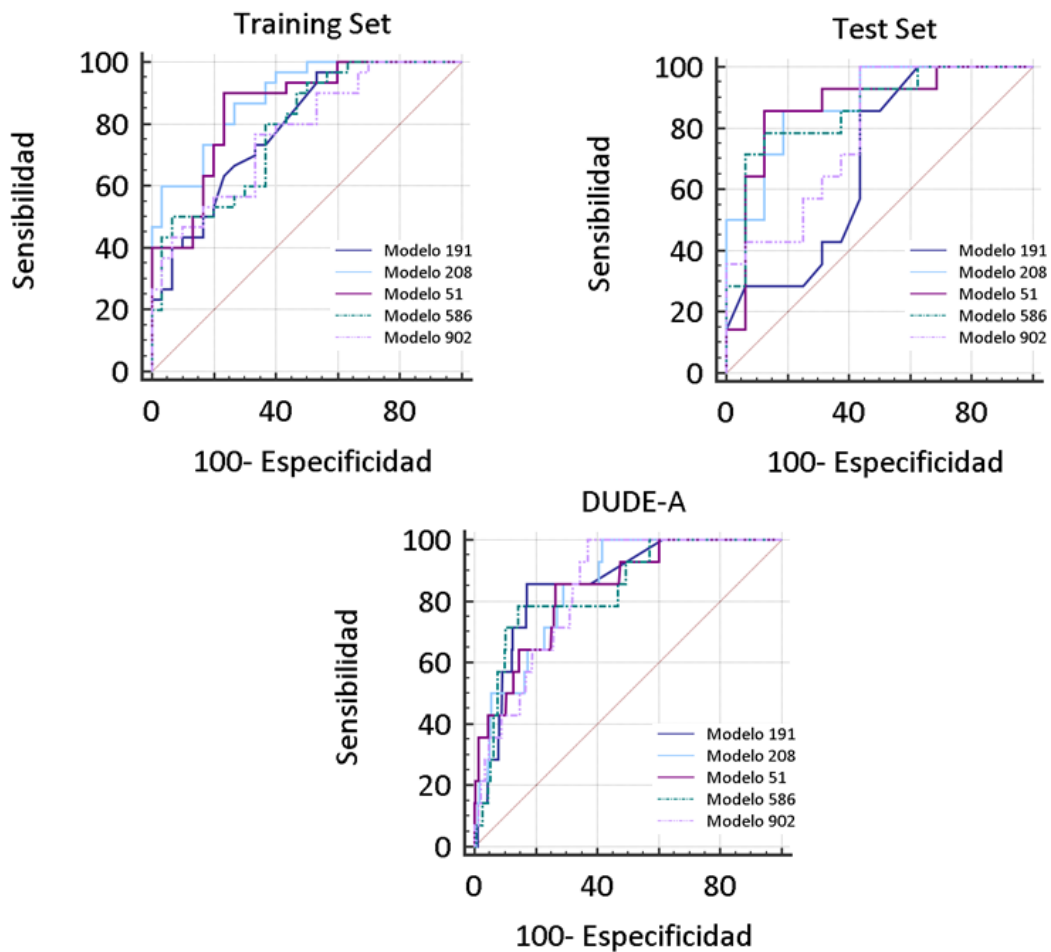 Training Set
100
80
60
40
20
0
Sensibilidad
Modelo 191
Modelo 208
Modelo 51
Modelo 586
Modelo 902
0 40 80
100- Especificidad
Test Set
100
80
60
40
20
0
Sensibilidad
Modelo 191
Modelo 208
Modelo 51
Modelo 586
Modelo 902
0 40 80
100- Especificidad
DUDE-A
100
80
60
40
20
0
Sensibilidad
Modelo 191
Modelo 208
Modelo 51
Modelo 586
Modelo 902
0 40 80
100- Especificidad